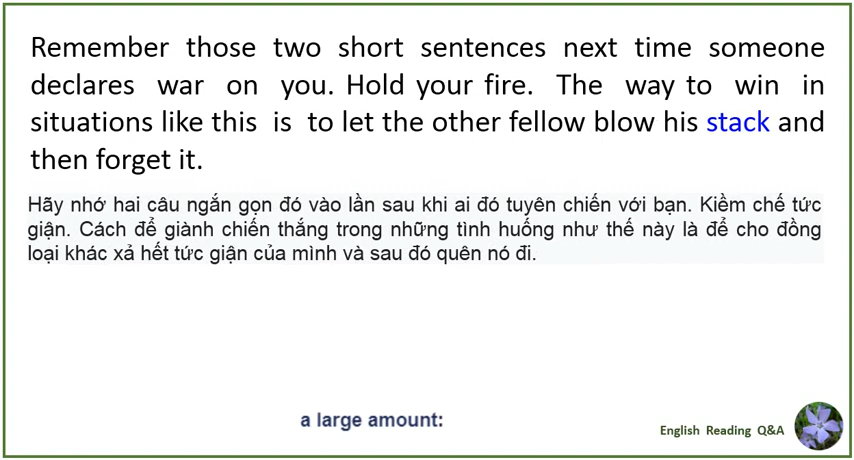 Remember those two short sentences next time someone
declares war on you. Hold your fire. The way to win in
situations like this is to let the other fellow blow his stack and
then forget it.
Hãy nhớ hai câu ngắn gọn đó vào lần sau khi ai đó tuyên chiến với bạn. Kiềm chế tức
giận. Cách để giành chiến thắng trong những tình huống như thế này là để cho đồng
loại khác xả hết tức giận của mình và sau đó quên nó đi.
a large amount:
English Reading Q&A